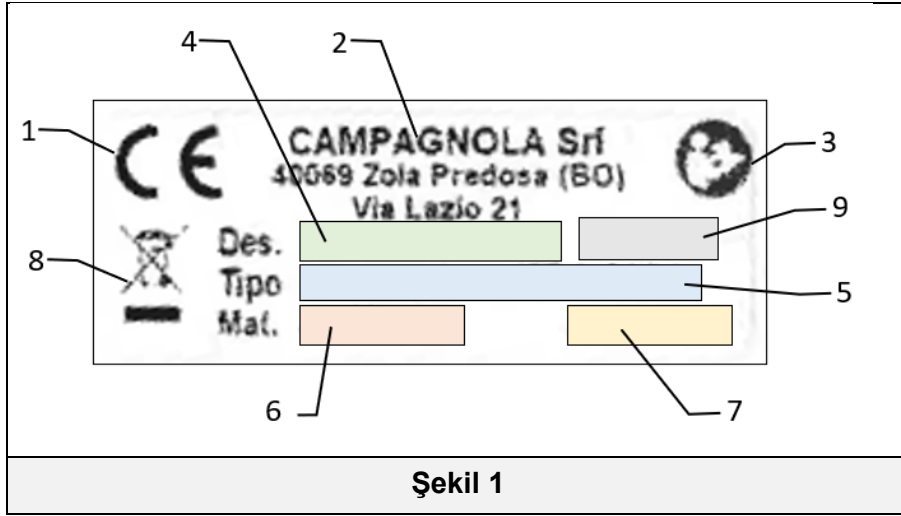 4 2
1 CE CAMPAGNOLA Srl 3
40069 Zola Predosa (BO)
Via Lazio 21 9
8 Des.
Tipo 5
Mat.
6 7
Şekil 1